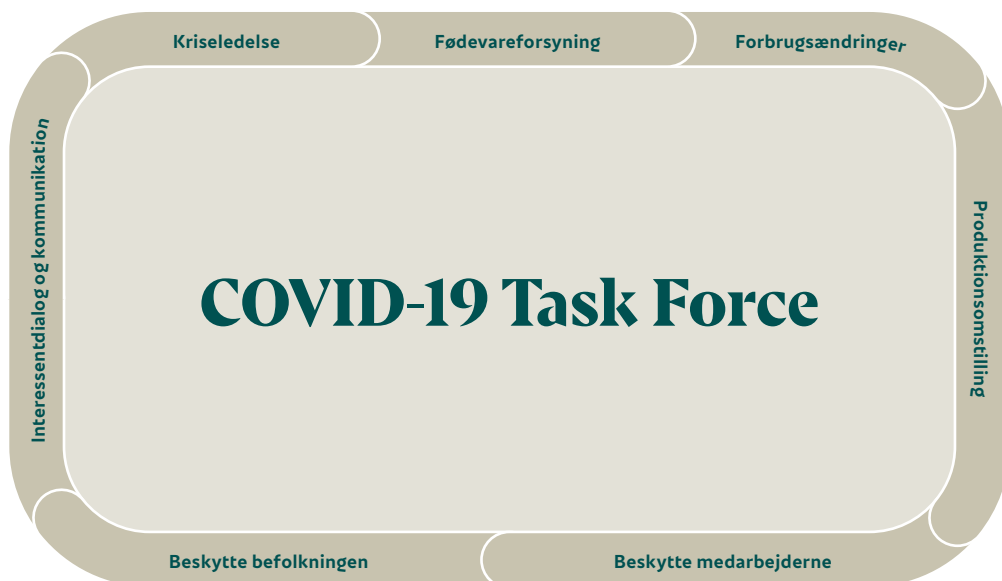 Kriseledelse
Fødevareforsyning
Forbrugsændringer
Interessentdialog og kommunikation
COVID-19 Task Force
Produktionsomstilling
Beskytte befolkningen
Beskytte medarbejderne